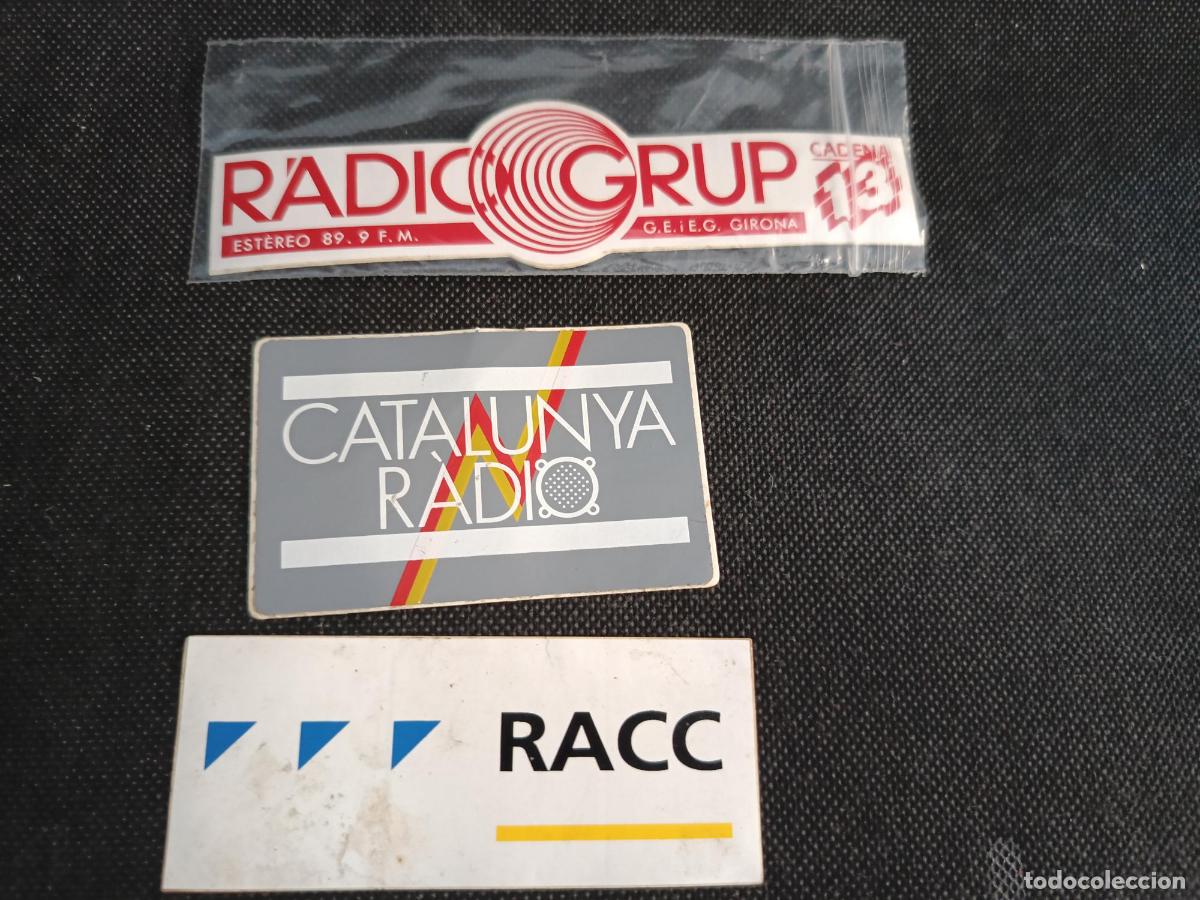 RÀDIO GRUP
CADENA
13
ESTÈREO 89.9 F.M.
G.E.i E.G. GIRONA
CATALUNYA
RÀDIO
RACC
todocoleccion